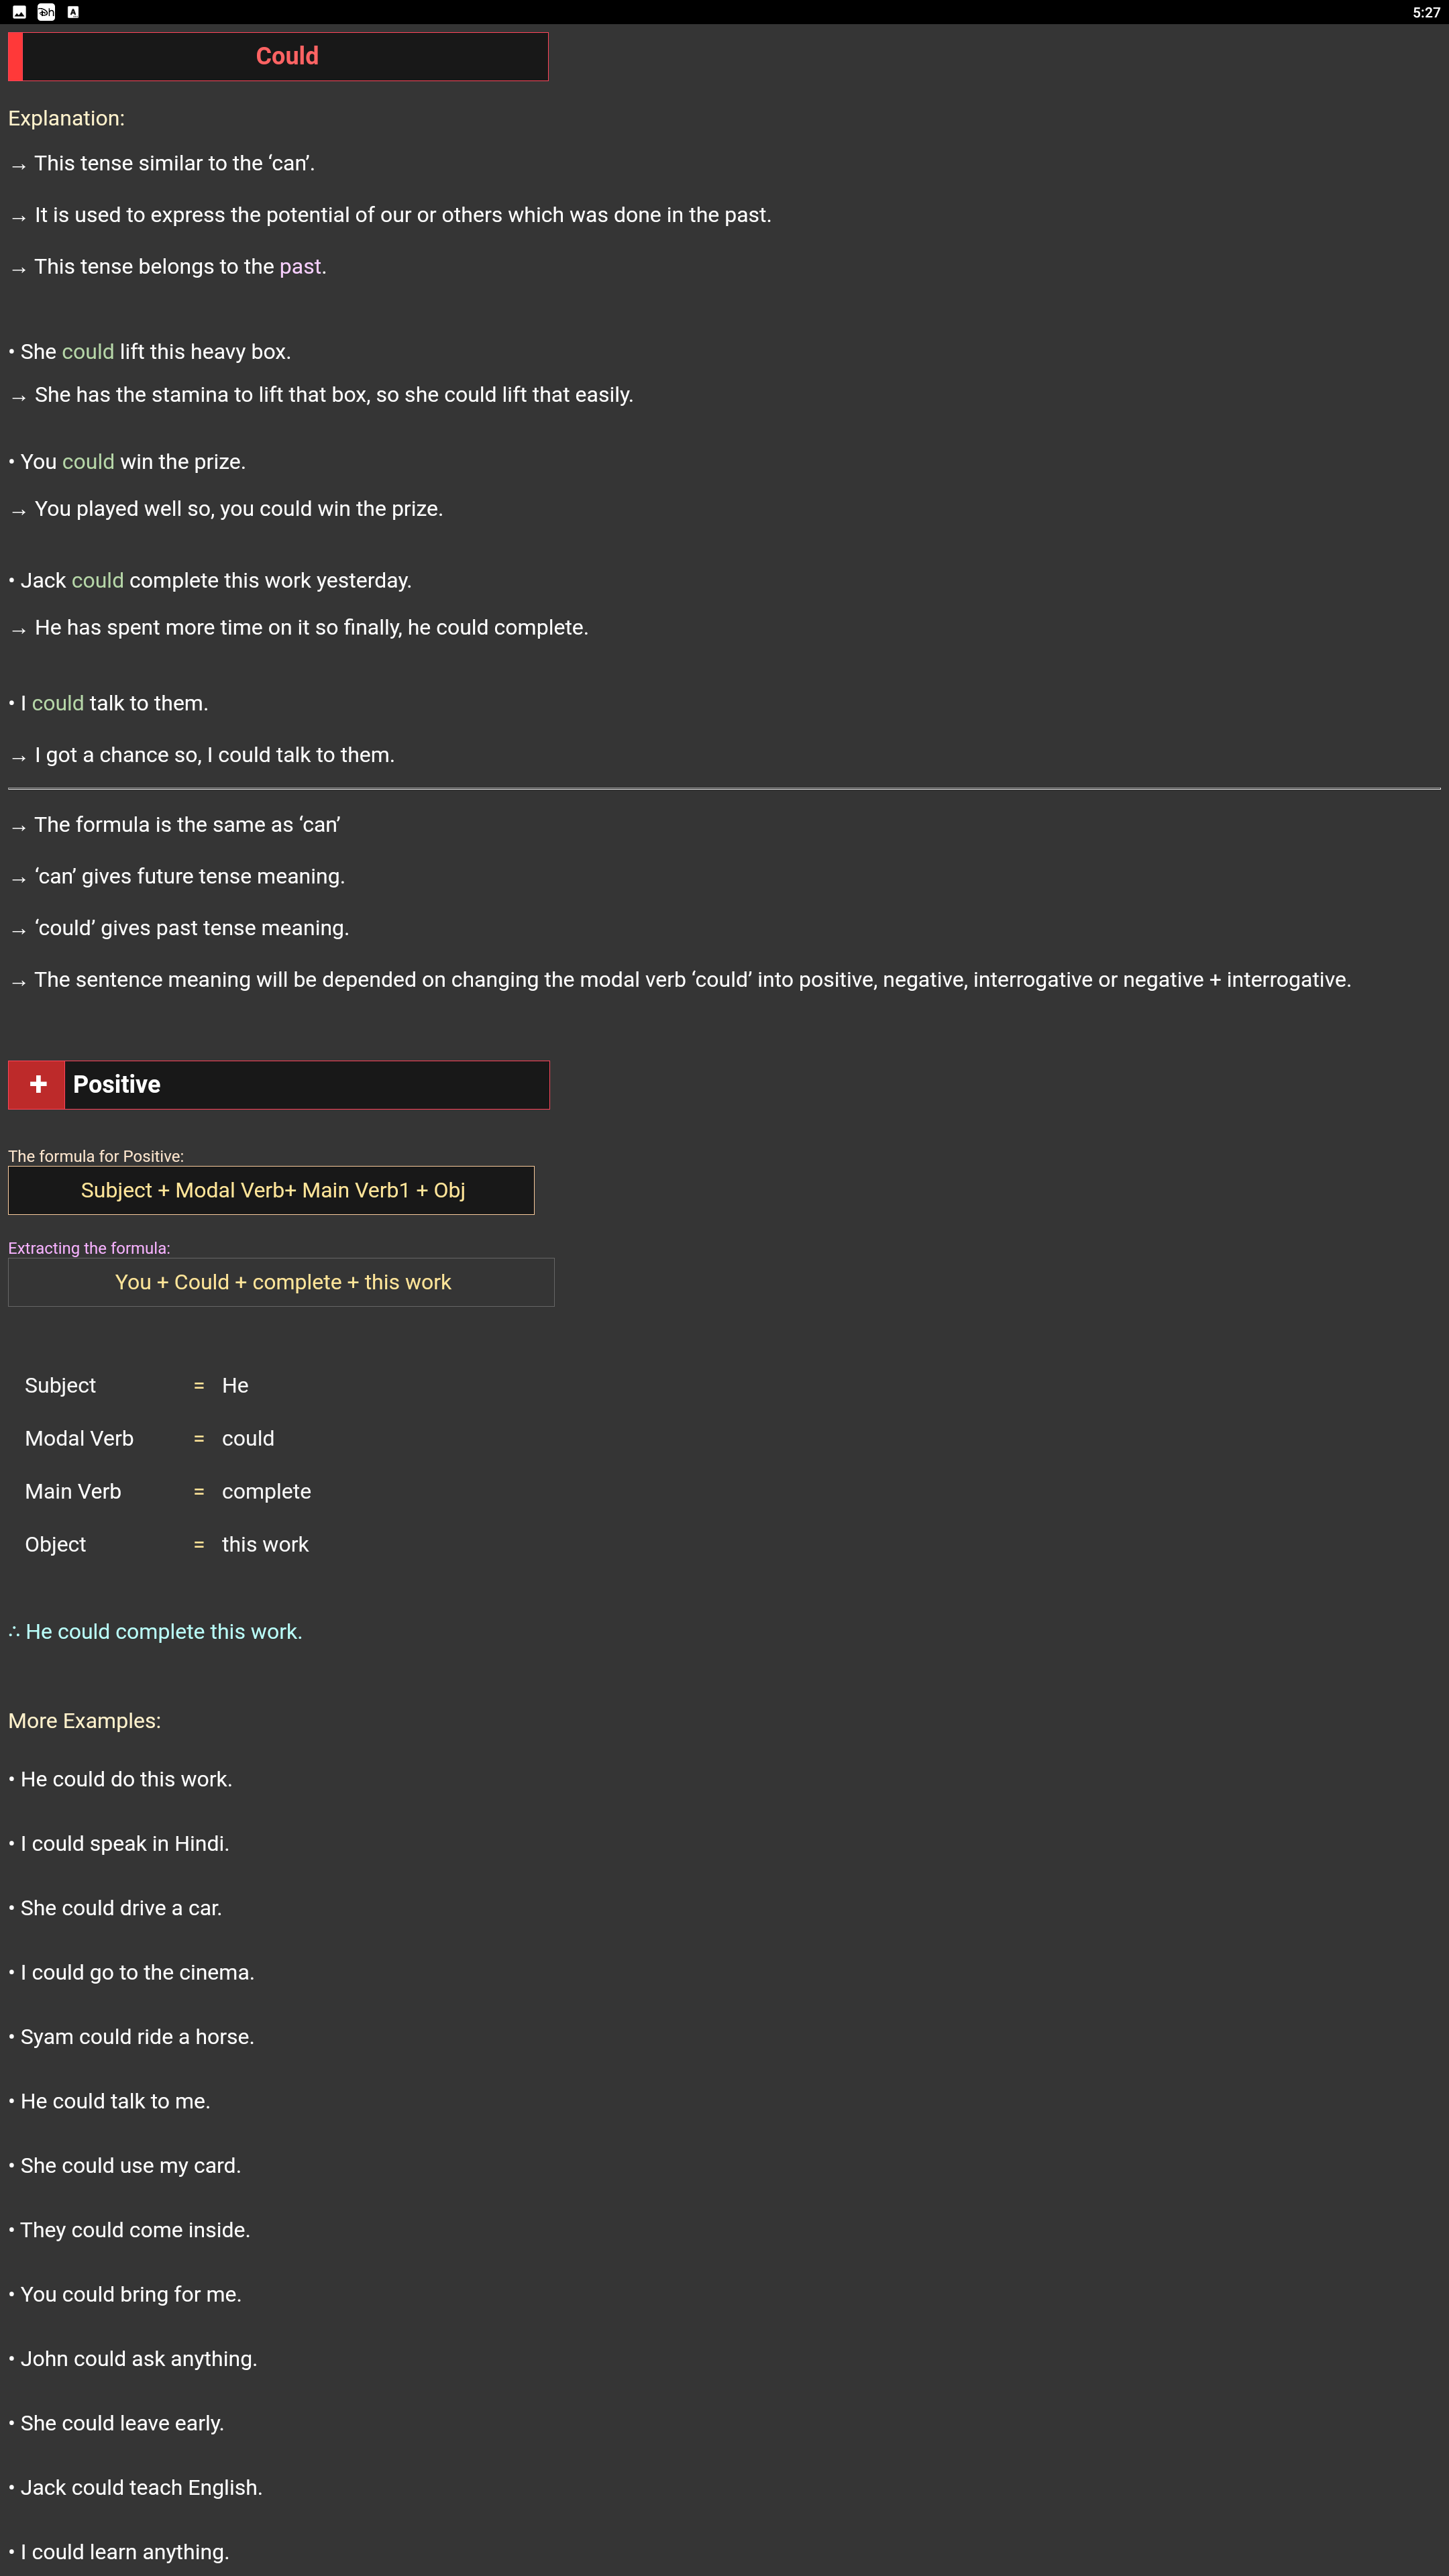 5:27
Could
Explanation:
→ This tense similar to the ‘can’.
→ It is used to express the potential of our or others which was done in the past.
→ This tense belongs to the past.
• She could lift this heavy box.
→ She has the stamina to lift that box, so she could lift that easily.
• You could win the prize.
→ You played well so, you could win the prize.
• Jack could complete this work yesterday.
→ He has spent more time on it so finally, he could complete.
• I could talk to them.
→ I got a chance so, I could talk to them.
→ The formula is the same as ‘can’
→ ‘can’ gives future tense meaning.
→ ‘could’ gives past tense meaning.
→ The sentence meaning will be depended on changing the modal verb ‘could’ into positive, negative, interrogative or negative + interrogative.
+ Positive
The formula for Positive:
Subject + Modal Verb+ Main Verb1 + Obj
Extracting the formula:
You + Could + complete + this work
Subject = He
Modal Verb = could
Main Verb = complete
Object = this work
∴ He could complete this work.
More Examples:
• He could do this work.
• I could speak in Hindi.
• She could drive a car.
• I could go to the cinema.
• Syam could ride a horse.
• He could talk to me.
• She could use my card.
• They could come inside.
• You could bring for me.
• John could ask anything.
• She could leave early.
• Jack could teach English.
• I could learn anything.